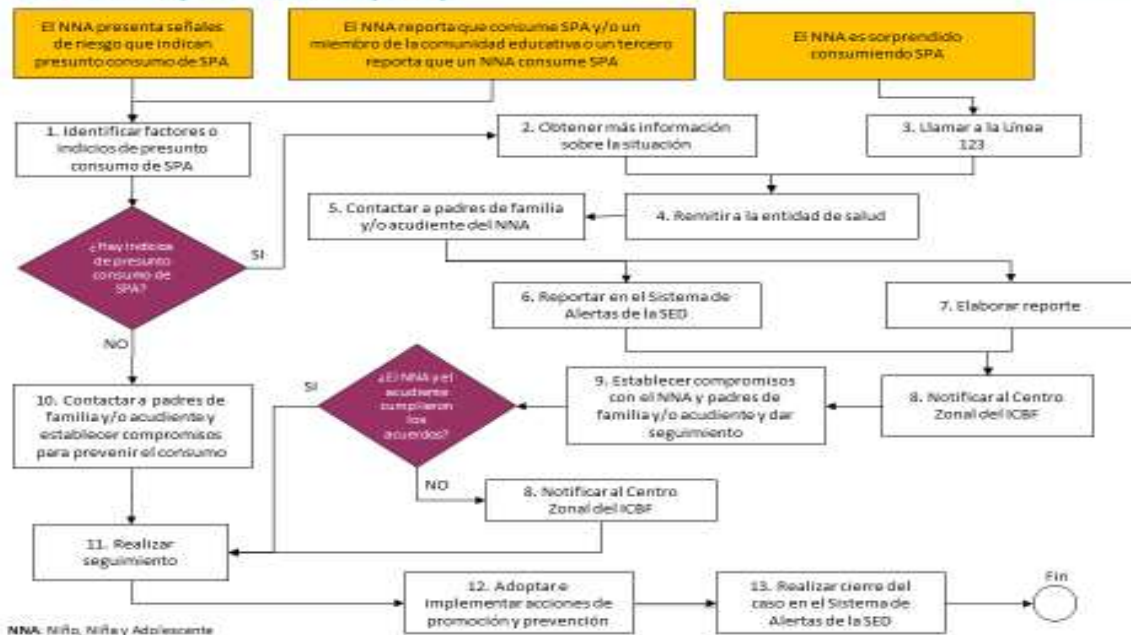 El NNA presenta señales
de riesgo que indican
presunto consumo de SPA
El NNA reporta que consume SPA y/o un
miembro de la comunidad educativa o un tercero
reporta que un NNA consume SPA
El NNA es sorprendido
consumiendo SPA
1. Identificar factores o
indicios de presunto
consumo de SPA
2. Obtener más información
sobre la situación
3. Llamar a la Línea
123
5. Contactar a padres de familia
y/o acudiente del NNA
4. Remitir a la entidad de salud
¿Hay indicios
de presunto
consumo de
SPA?
SI
6. Reportar en el Sistema de
Alertas de la SED
7. Elaborar reporte
NO
SI
¿El NNA y el
acudiente
cumplieron
los
acuerdos?
9. Establecer compromisos
con el NNA y padres de
familia y/o acudiente y dar
seguimiento
8. Notificar al Centro
Zonal del ICBF
10. Contactar a padres de
familia y/o acudiente y
establecer compromisos
para prevenir el consumo
NO
8. Notificar al Centro
Zonal del ICBF
11. Realizar
seguimiento
12. Adoptar e
implementar acciones de
promoción y prevención
13. Realizar cierre del
caso en el Sistema de
Alertas de la SED
Fin
NNA: Niño, Niña y Adolescente